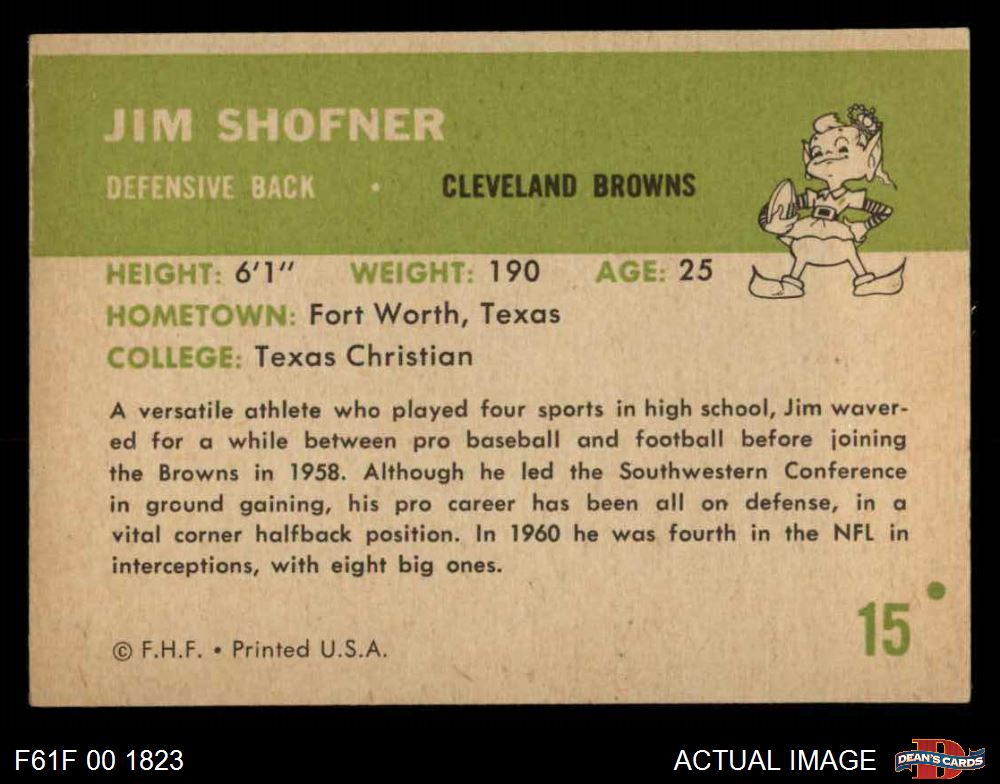 JIM SHOFNER
DEFENSIVE BACK • CLEVELAND BROWNS
HEIGHT: 6'1" WEIGHT: 190 AGE: 25
HOMETOWN: Fort Worth, Texas
COLLEGE: Texas Christian
A versatile athlete who played four sports in high school, Jim waver-
ed for a while between pro baseball and football before joining
the Browns in 1958. Although he led the Southwestern Conference
in ground gaining, his pro career has been all on defense, in a
vital corner halfback position. In 1960 he was fourth in the NFL in
interceptions, with eight big ones.
15
© F.H.F. • Printed U.S.A.
F61F 00 1823
ACTUAL IMAGE
D
DEAN'S CARDS